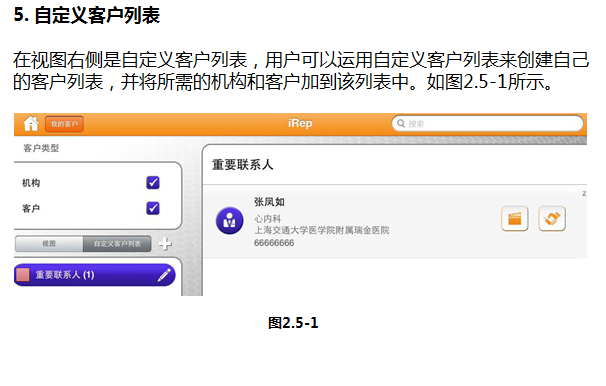 5. 自定义客户列表
在视图右侧是自定义客户列表，用户可以运用自定义客户列表来创建自己
的客户列表，并将所需的机构和客户加到该列表中。如图2.5-1所示。
我的客户
iRep
搜索
客户类型
机构
客户
视图
自定义客户列表
重要联系人 (1)
重要联系人
Z
张凤如
心内科
上海交通大学医学院附属瑞金医院
66666666
图2.5-1